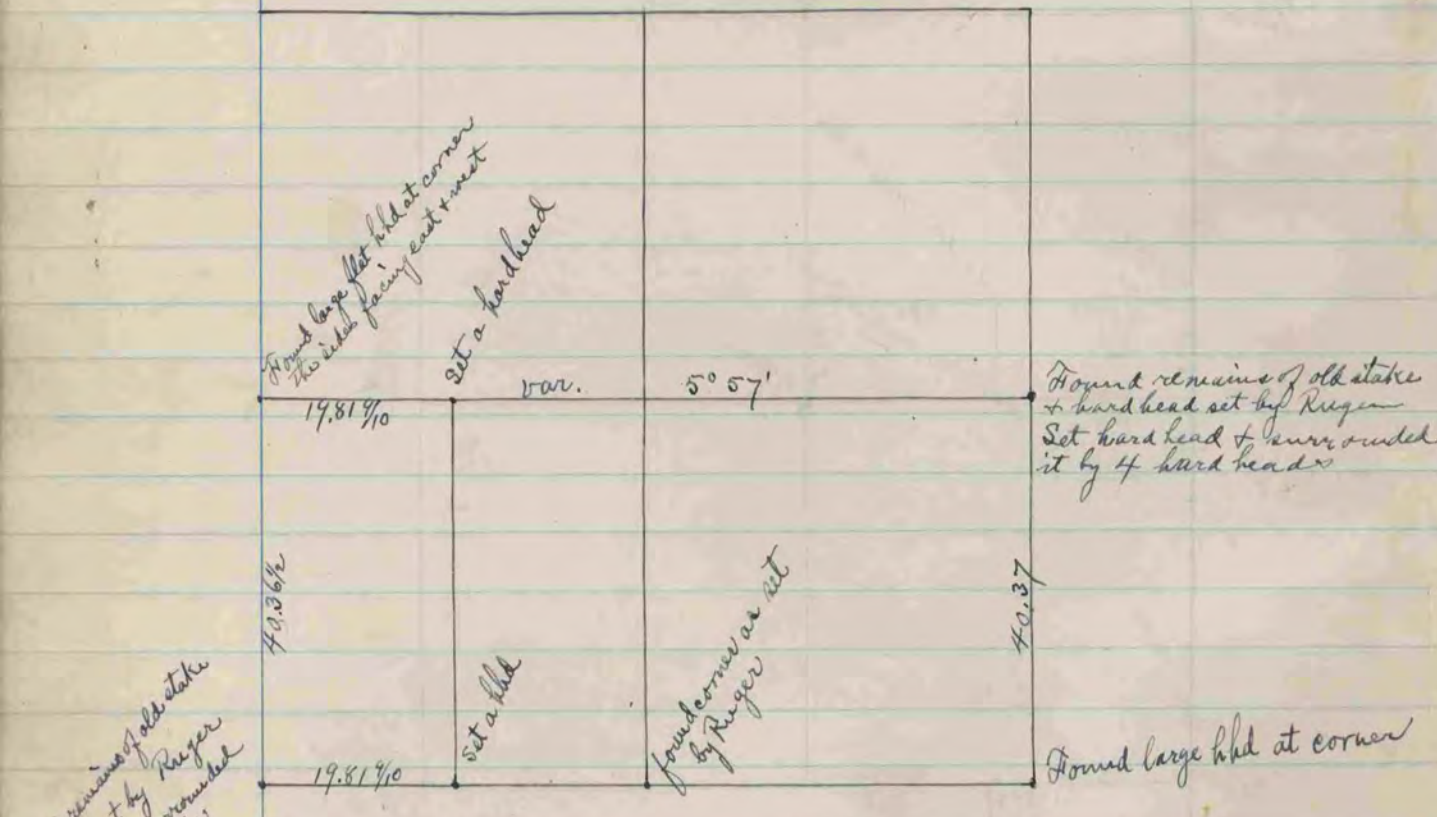 Found large flat hhd at corner
the sides facing east & west
Set a hardhead
var. 5° 57'
19.81 9/10
Found remains of old stake
& hard head set by Ruger
Set hard head & surrounded
it by 4 hard heads
40.36 1/2
40.37
remains of old stake
by Ruger
19.81 9/10
Set a hhd
found corner as set
by Ruger
Found large hhd at corner